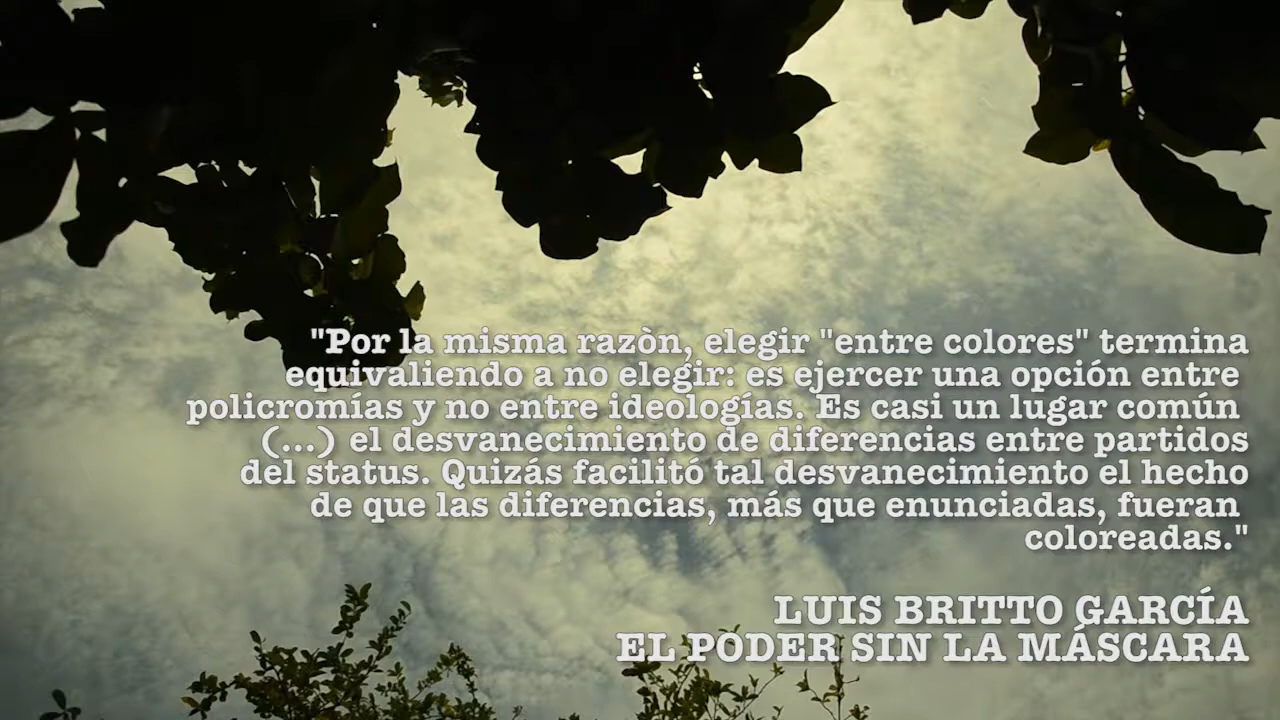 "Por la misma razòn, elegir "entre colores" termina
equivaliendo a no elegir: es ejercer una opción entre
policromías y no entre ideologías. Es casi un lugar común
(...) el desvanecimiento de diferencias entre partidos
del status. Quizás facilitó tal desvanecimiento el hecho
de que las diferencias, más que enunciadas, fueran
coloreadas."
LUIS BRITTO GARCÍA
EL PODER SIN LA MÁSCARA